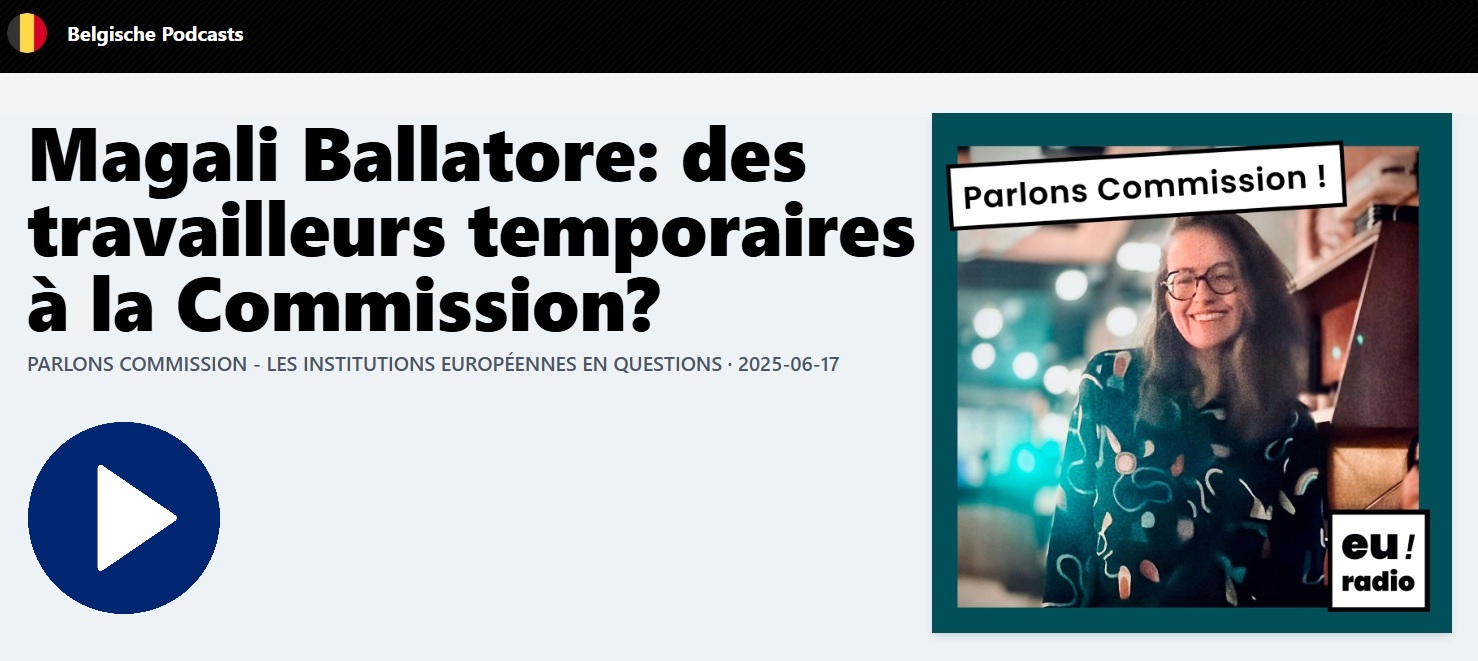 Belgische Podcasts
Magali Ballatore: des
travailleurs temporaires
à la Commission?
PARLONS COMMISSION - LES INSTITUTIONS EUROPÉENNES EN QUESTIONS · 2025-06-17
Parlons Commission !
eu!
radio